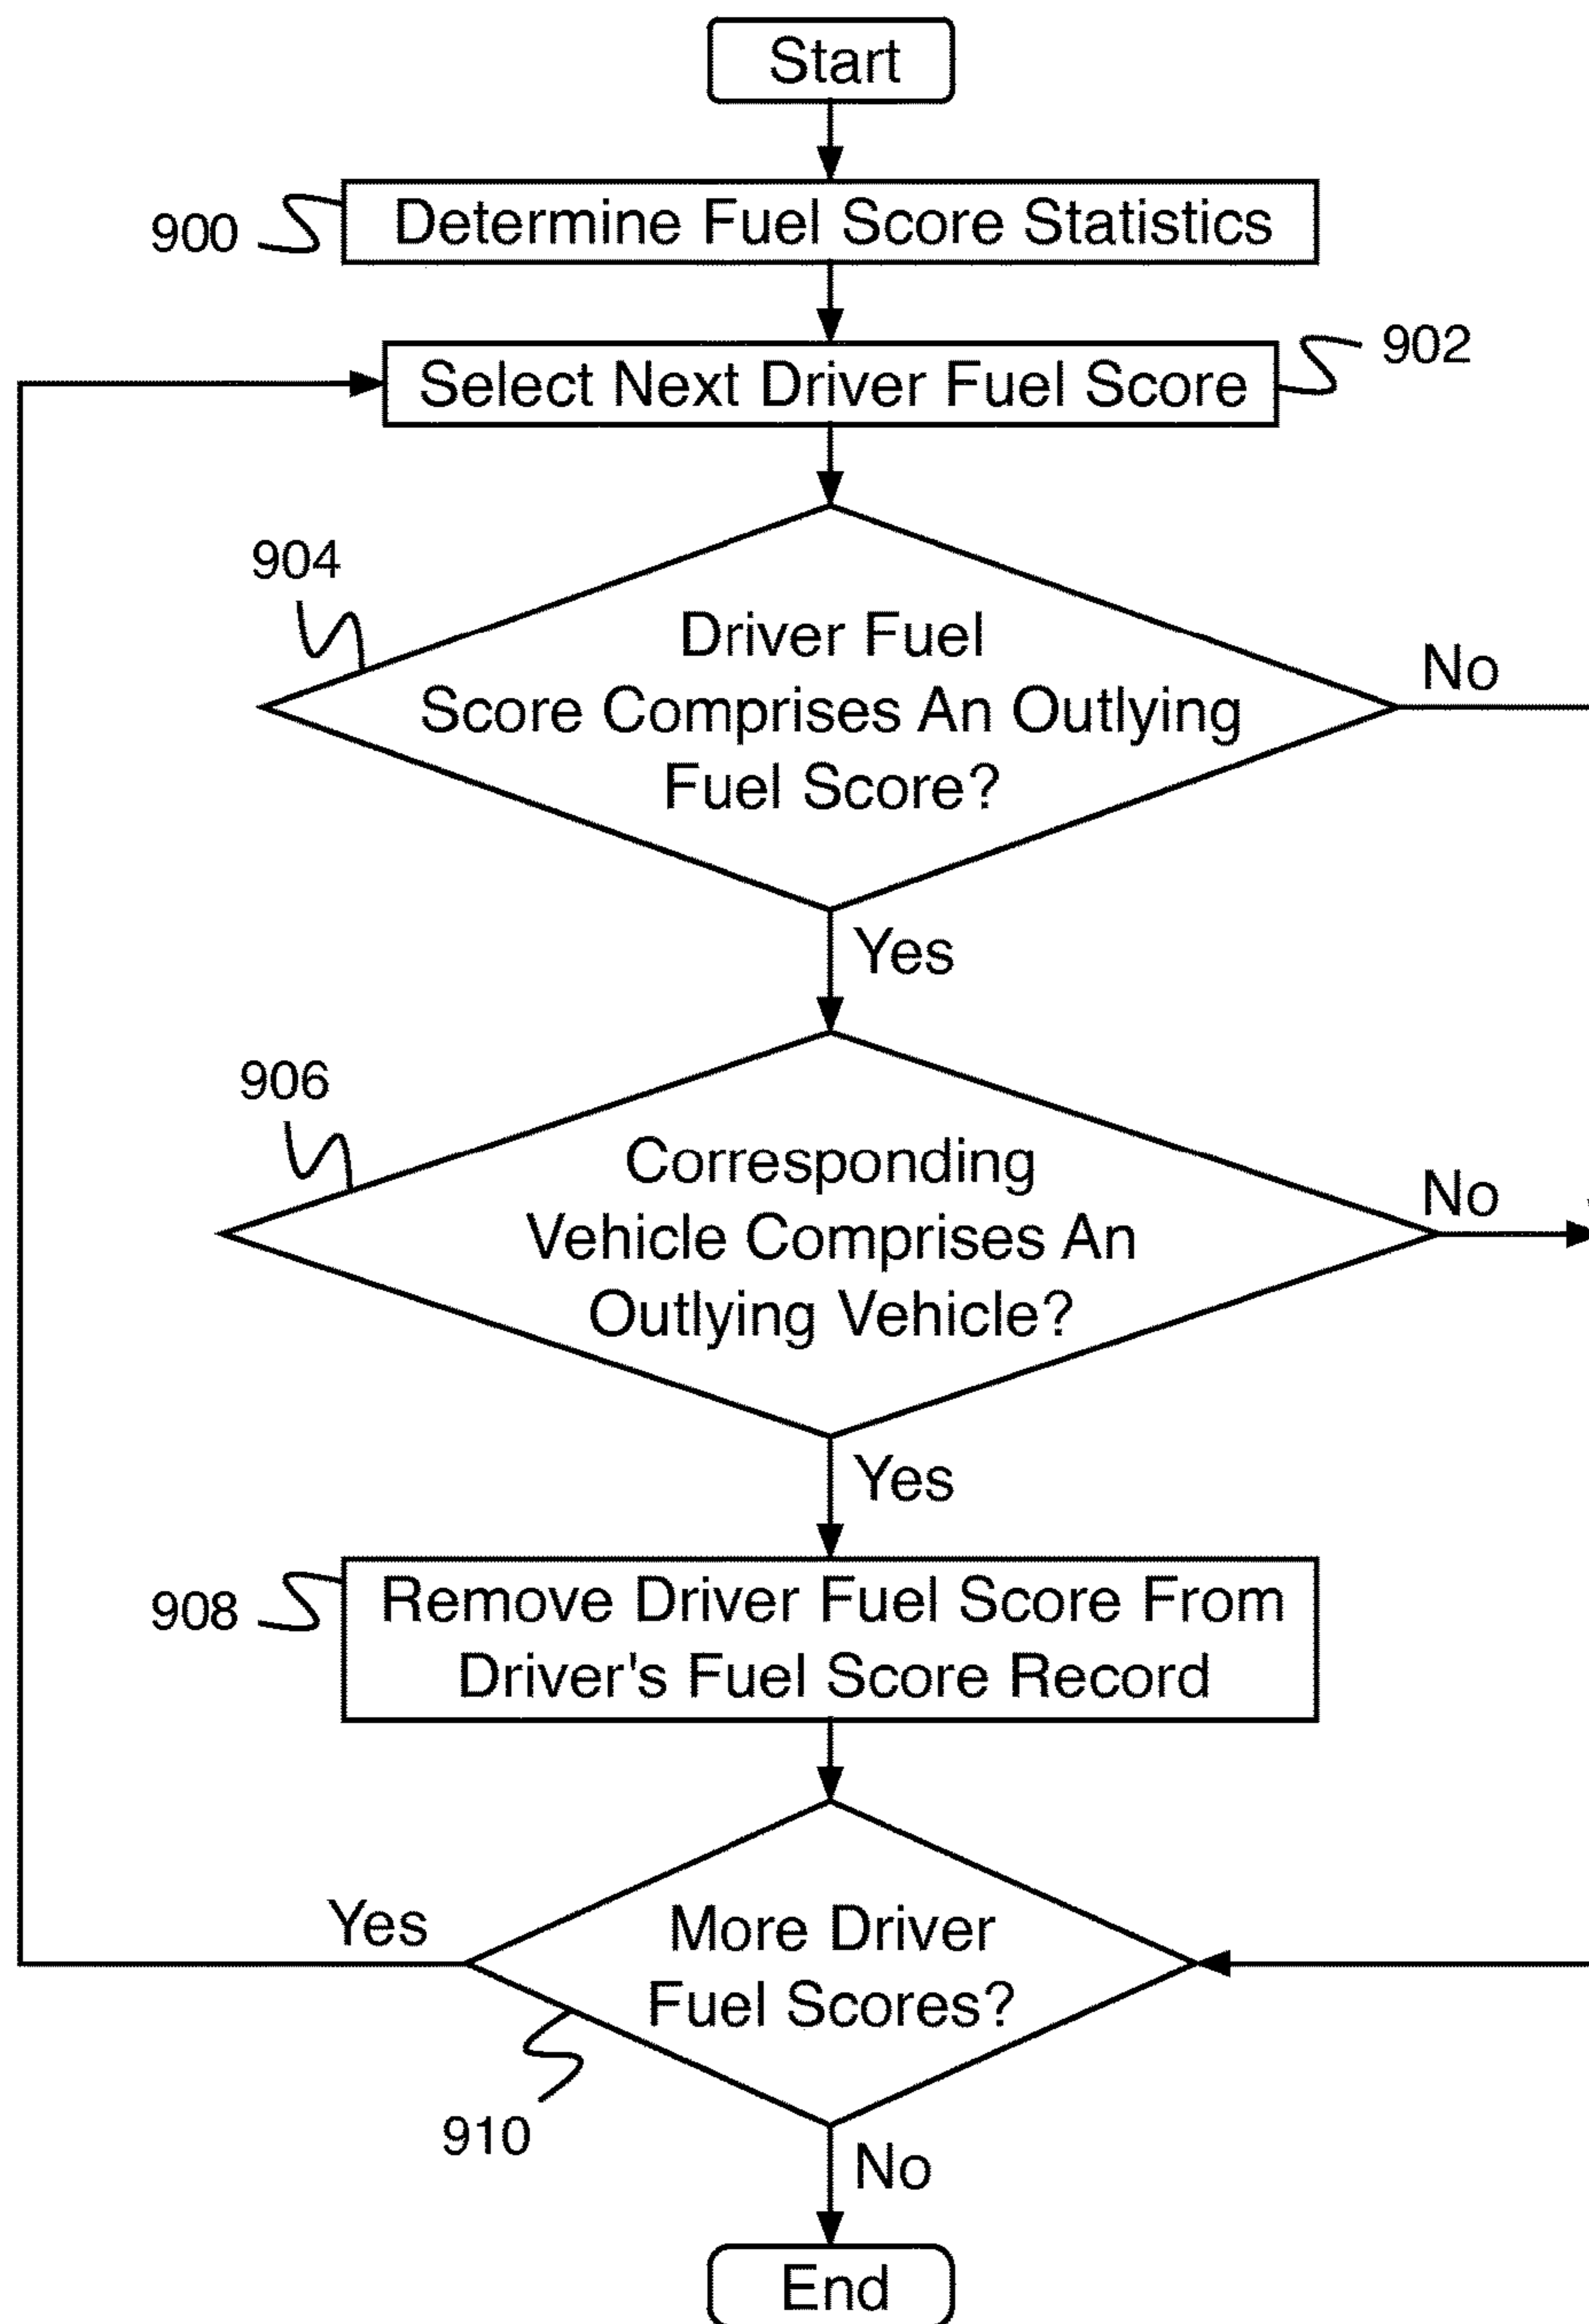 Start
900
Determine Fuel Score Statistics
902
Select Next Driver Fuel Score
904
Driver Fuel
Score Comprises An Outlying
Fuel Score?
No
Yes
906
Corresponding
Vehicle Comprises An
Outlying Vehicle?
No
Yes
908
Remove Driver Fuel Score From
Driver's Fuel Score Record
Yes
More Driver
Fuel Scores?
910
No
End